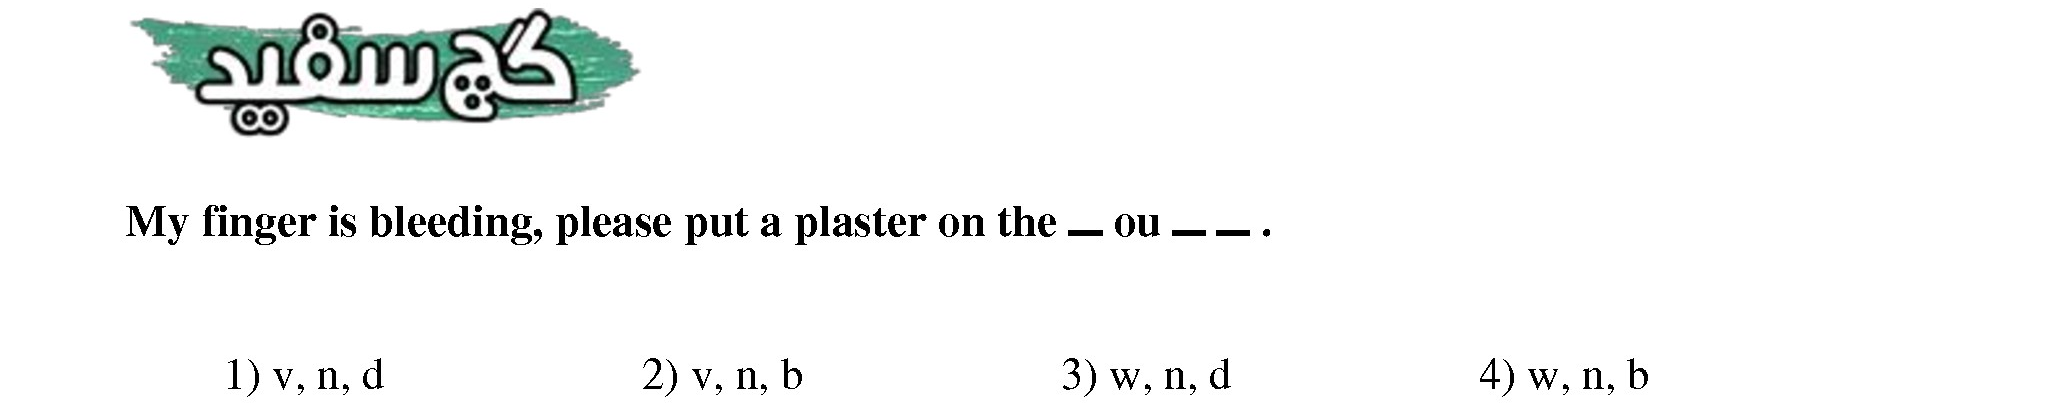 گچ سفید
My finger is bleeding, please put a plaster on the _ ou _ _ .
1) v, n, d 2) v, n, b 3) w, n, d 4) w, n, b